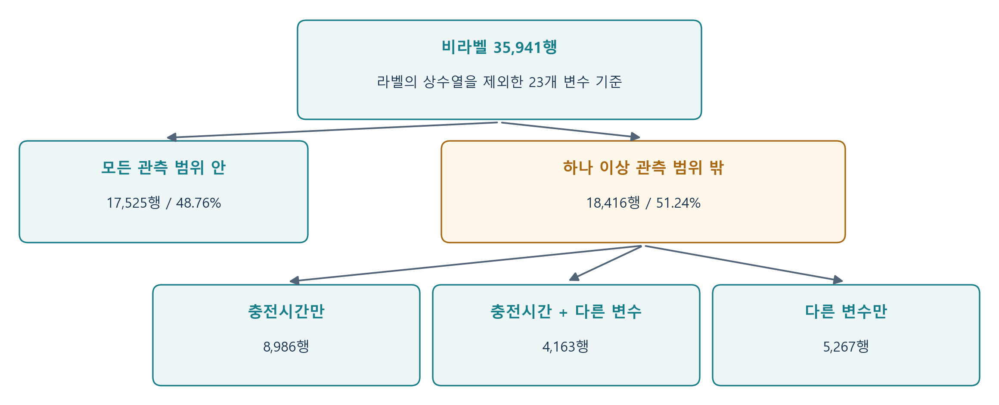 비라벨 35,941행
라벨의 상수열을 제외한 23개 변수 기준
모든 관측 범위 안
17,525행 / 48.76%
하나 이상 관측 범위 밖
18,416행 / 51.24%
충전시간만
8,986행
충전시간 + 다른 변수
4,163행
다른 변수만
5,267행